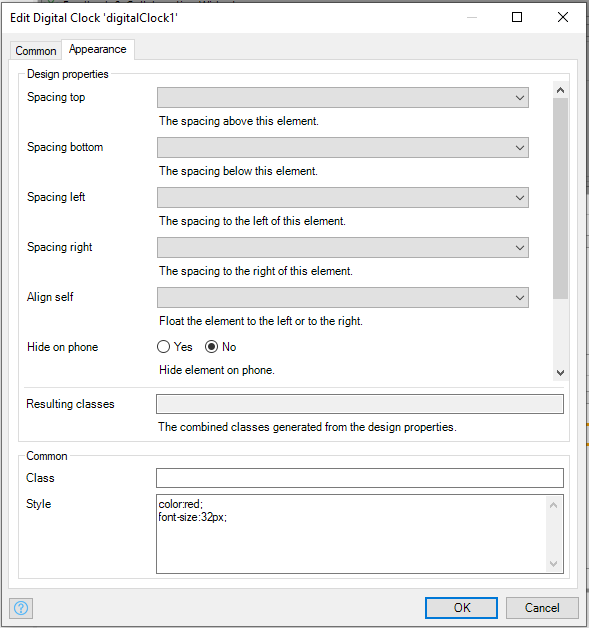 Edit Digital Clock 'digitalClock1'
Common
Appearance
Design properties
Spacing top
The spacing above this element.
Spacing bottom
The spacing below this element.
Spacing left
The spacing to the left of this element.
Spacing right
The spacing to the right of this element.
Align self
Float the element to the left or to the right.
Hide on phone
Yes
No
Hide element on phone.
Resulting classes
The combined classes generated from the design properties.
Common
Class
Style
color:red;
font-size:32px;
?
OK
Cancel